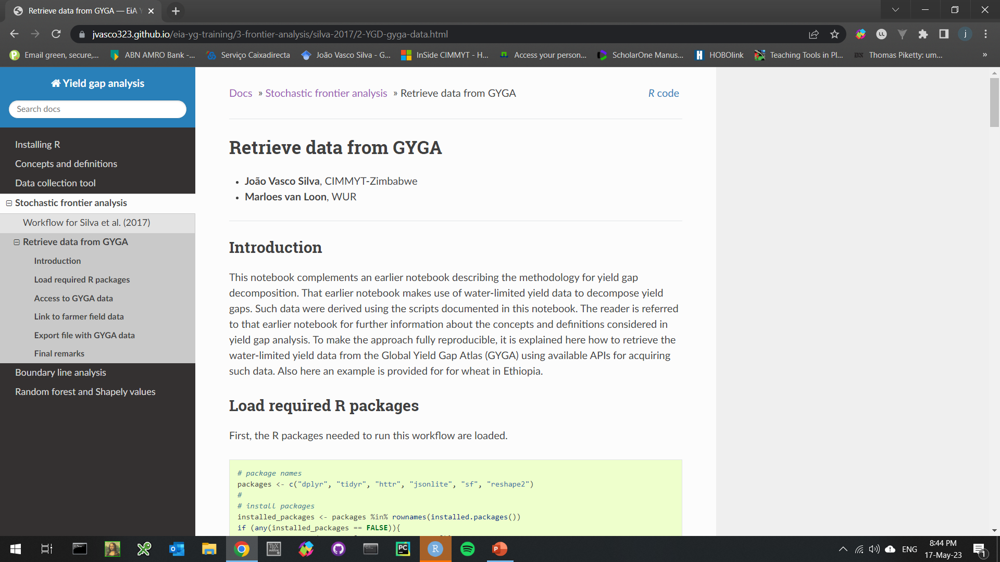 Retrieve data from GYGA — EiA Y
jvasco323.github.io/eia-yg-training/3-frontier-analysis/silva-2017/2-YGD-gyga-data.html
j
Email green, secure,...
ABN AMRO Bank -...
Serviço Caixadirecta
João Vasco Silva - G...
InSide CIMMYT - H...
Access your person...
ScholarOne Manus...
HOBOlink
Teaching Tools in Pl...
Thomas Piketty: um...
»
Yield gap analysis
Search docs
Installing R
Concepts and definitions
Data collection tool
Stochastic frontier analysis
Workflow for Silva et al. (2017)
Retrieve data from GYGA
Introduction
Load required R packages
Access to GYGA data
Link to farmer field data
Export file with GYGA data
Final remarks
Boundary line analysis
Random forest and Shapely values
Docs » Stochastic frontier analysis » Retrieve data from GYGA
R code
Retrieve data from GYGA
• João Vasco Silva, CIMMYT-Zimbabwe
• Marloes van Loon, WUR
Introduction
This notebook complements an earlier notebook describing the methodology for yield gap
decomposition. That earlier notebook makes use of water-limited yield data to decompose yield
gaps. Such data were derived using the scripts documented in this notebook. The reader is referred
to that earlier notebook for further information about the concepts and definitions considered in
yield gap analysis. To make the approach fully reproducible, it is explained here how to retrieve the
water-limited yield data from the Global Yield Gap Atlas (GYGA) using available APIs for acquiring
such data. Also here an example is provided for for wheat in Ethiopia.
Load required R packages
First, the R packages needed to run this workflow are loaded.
# package names
packages <- c("dplyr", "tidyr", "httr", "jsonlite", "sf", "reshape2")
#
# install packages
installed_packages <- packages %in% rownames(installed.packages())
if (any(installed_packages == FALSE)){
ENG
8:44 PM
17-May-23
1